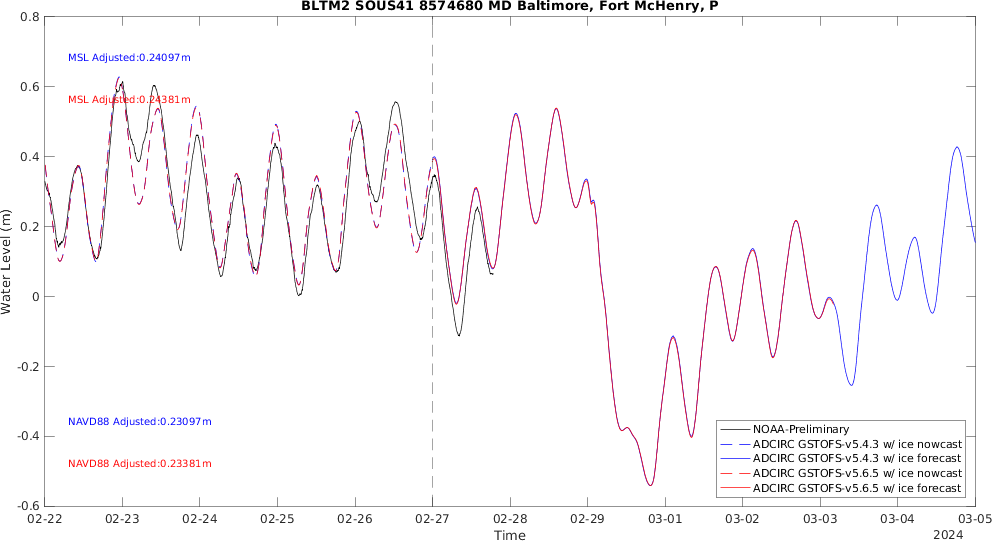 BLTM2 SOUS41 8574680 MD Baltimore, Fort McHenry, P
0.8
0.6
0.4
0.2
0
-0.2
-0.4
-0.6
Water Level (m)
MSL Adjusted:0.24097m
MSL Adjusted:0.24381m
NAVD88 Adjusted:0.23097m
NAVD88 Adjusted:0.23381m
NOAA-Preliminary
ADCIRC GSTOFS-v5.4.3 w/ ice nowcast
ADCIRC GSTOFS-v5.4.3 w/ ice forecast
ADCIRC GSTOFS-v5.6.5 w/ ice nowcast
ADCIRC GSTOFS-v5.6.5 w/ ice forecast
02-22 02-23 02-24 02-25 02-26 02-27 02-28 02-29 03-01 03-02 03-03 03-04 03-05
Time
2024